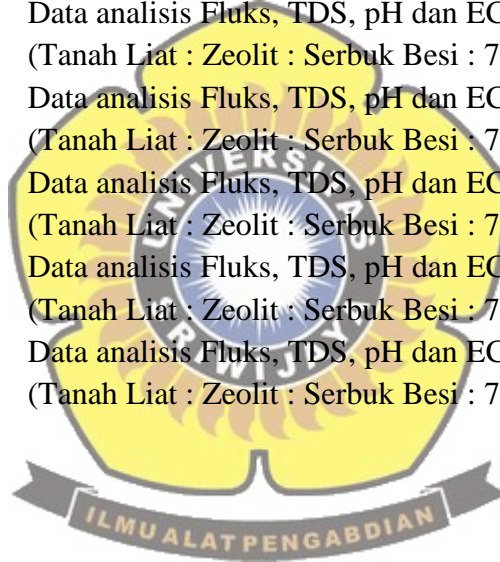 Data analisis Fluks, TDS, pH dan EC
(Tanah Liat : Zeolit : Serbuk Besi : 7
Data analisis Fluks, TDS, pH dan EC
(Tanah Liat : Zeolit : Serbuk Besi : 7
Data analisis Fluks, TDS, pH dan EC
(Tanah Liat : Zeolit : Serbuk Besi : 7
Data analisis Fluks, TDS, pH dan EC
(Tanah Liat : Zeolit : Serbuk Besi : 7
Data analisis Fluks, TDS, pH dan EC
(Tanah Liat : Zeolit : Serbuk Besi : 7
UNIVERSITAS
SRIWIJAYA
ILMU ALAT PENGABDIAN